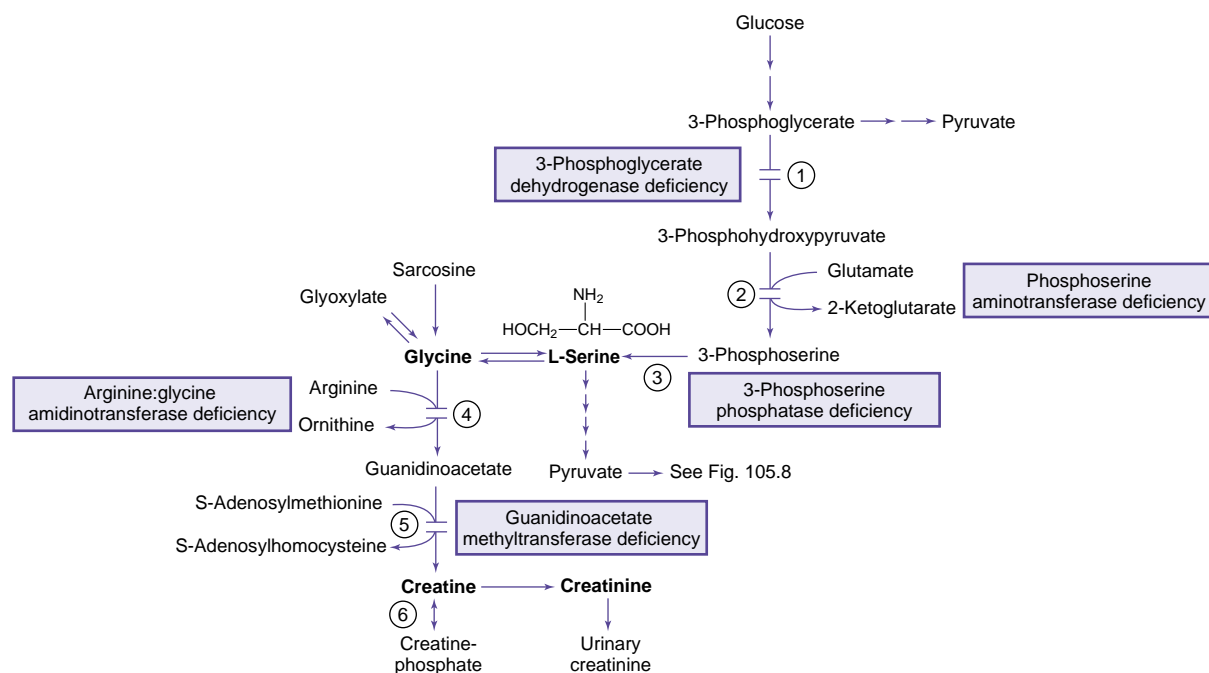 Glucose
3-Phosphoglycerate
Pyruvate
3-Phosphoglycerate
dehydrogenase deficiency
1
3-Phosphohydroxypyruvate
Sarcosine
Glyoxylate
Glutamate
2
2-Ketoglutarate
Phosphoserine
aminotransferase deficiency
NH2
HOC2—CH—COOH
Glycine
L-Serine
3-Phosphoserine
3
3-Phosphoserine
phosphatase deficiency
Arginine:glycine
amidinotransferase deficiency
Arginine
4
Ornithine
Guanidinoacetate
Pyruvate
See Fig. 105.8
S-Adenosylmethionine
5
S-Adenosylhomocysteine
Guanidinoacetate
methyltransferase deficiency
Creatine
Creatinine
6
Creatine-
phosphate
Urinary
creatinine